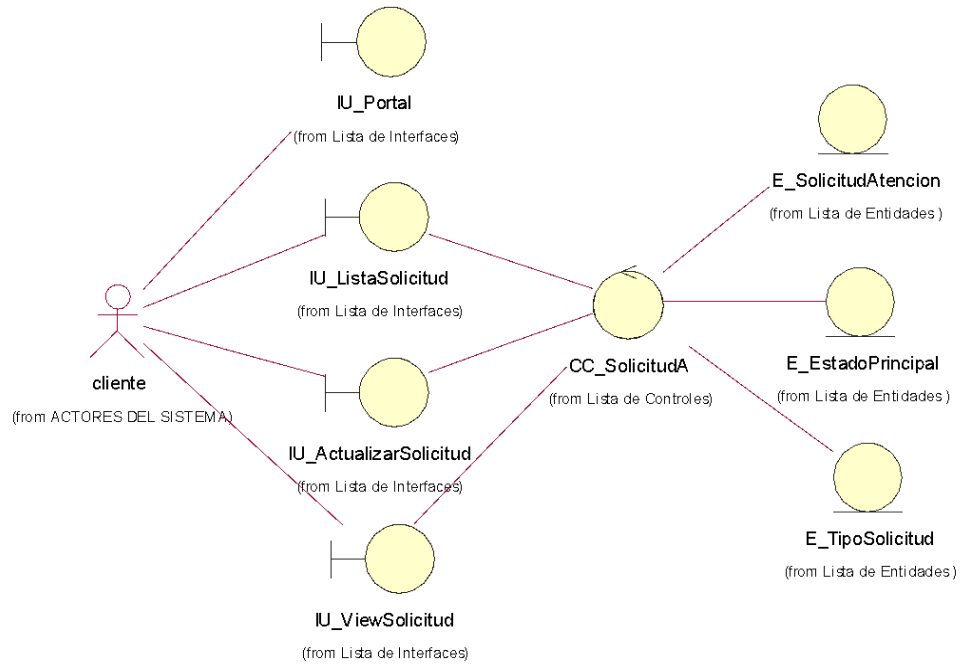 IU_Portal
(from Lista de Interfaces)
E_SolicitudAtencion
(from Lista de Entidades )
IU_ListaSolicitud
(from Lista de Interfaces)
cliente
(from ACTORES DEL SISTEMA)
CC_SolicitudA
(from Lista de Controles)
E_EstadoPrincipal
(from Lista de Entidades )
IU_ActualizarSolicitud
(from Lista de Interfaces)
E_TipoSolicitud
(from Lista de Entidades )
IU_ViewSolicitud
(from Lista de Interfaces)